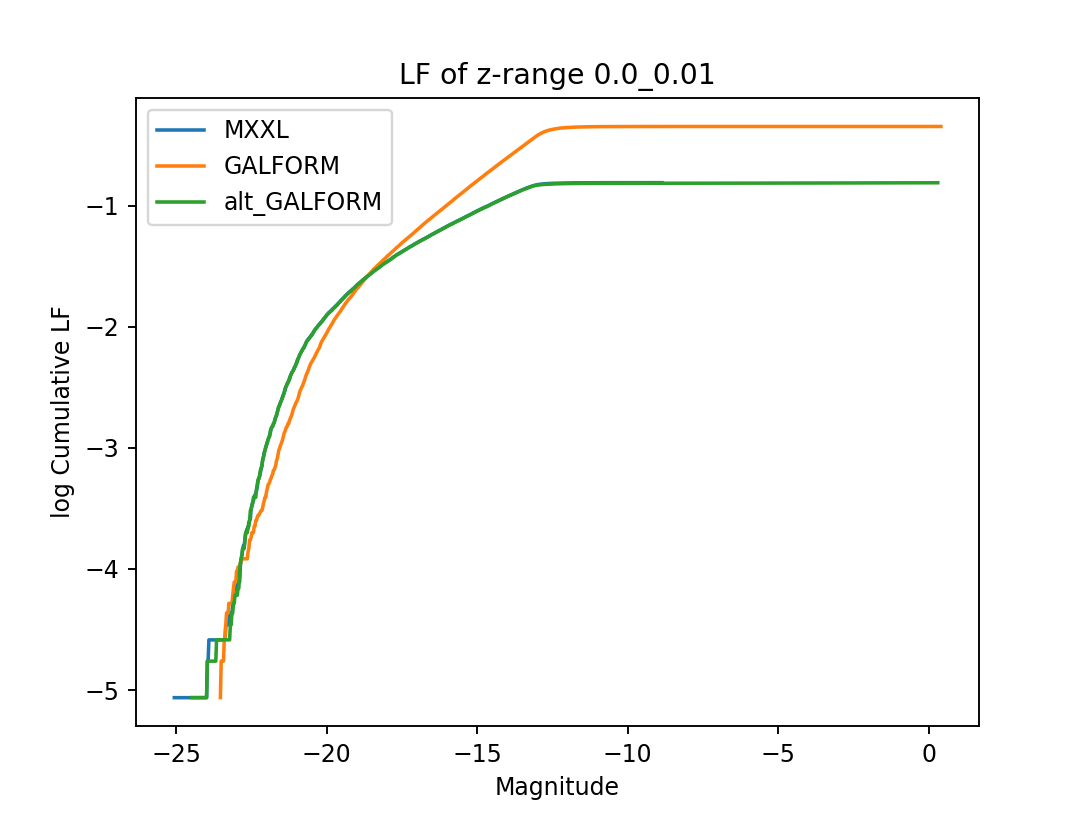 LF of z-range 0.0_0.01
MXXL
GALFORM
alt_GALFORM
log Cumulative LF
−1
−2
−3
−4
−5
−25
−20
−15
−10
−5
0
Magnitude